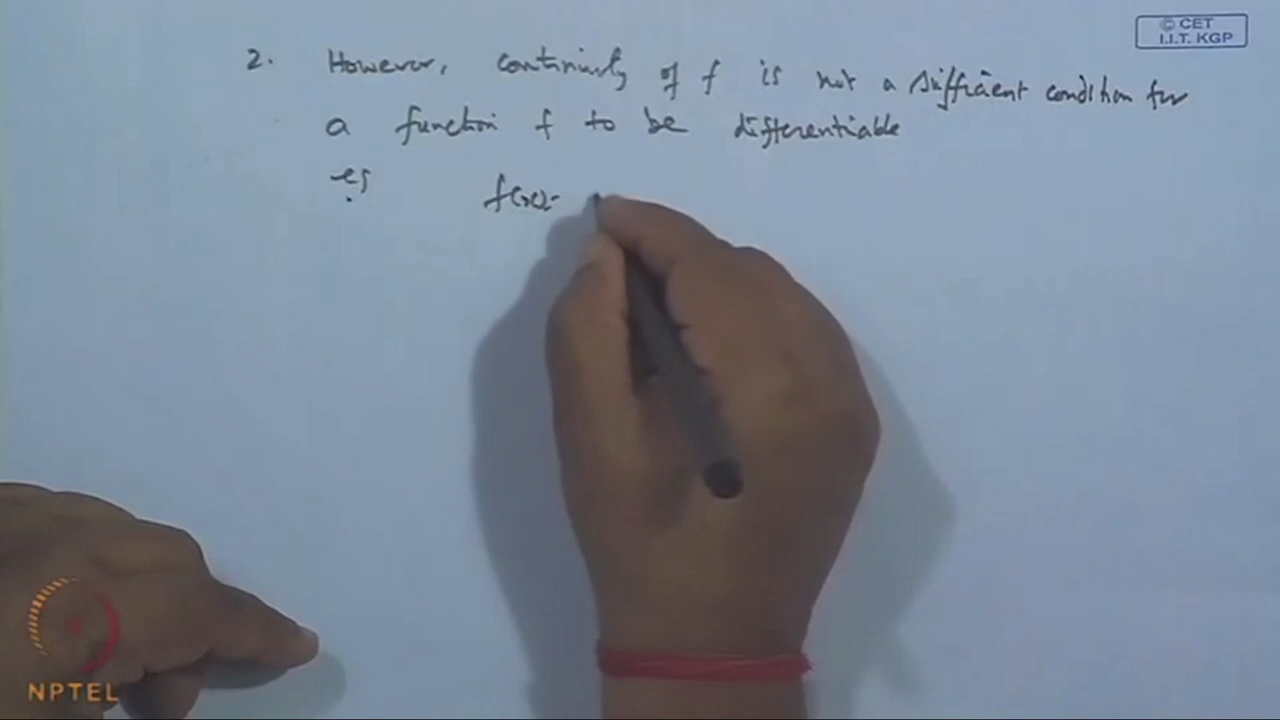 © CET
I.I.T. KGP
2. However, continuity of f is not a sufficient condition for
a function f to be differentiable
eg f(x)=
NPTEL